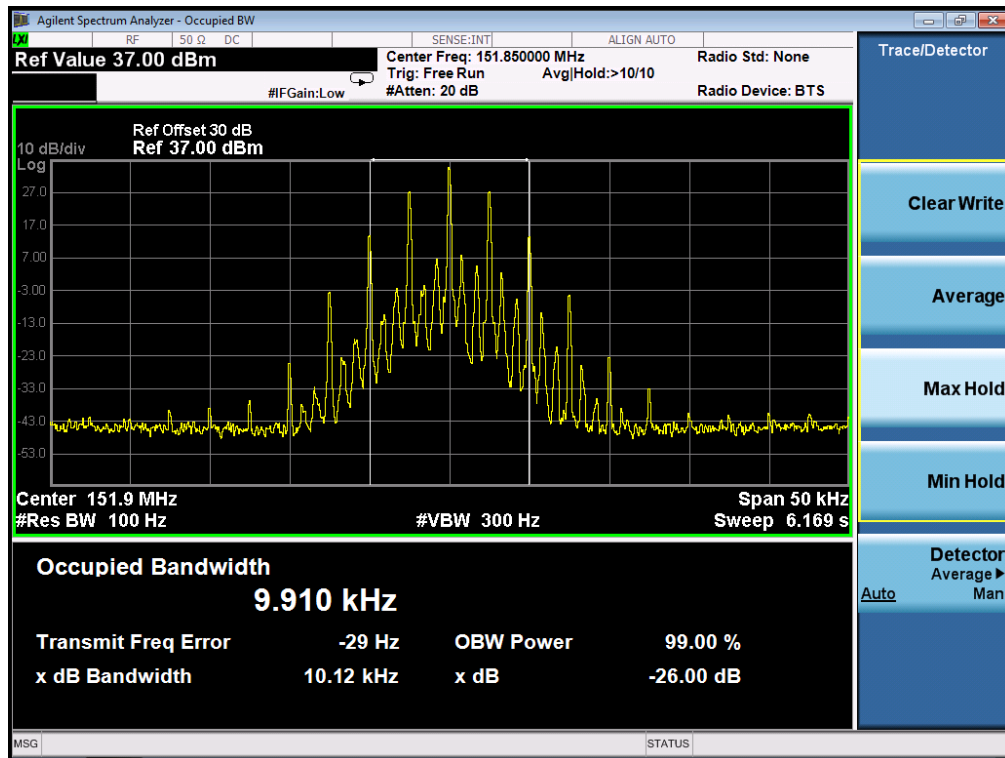 Agilent Spectrum Analyzer - Occupied BW
LXI RF 50 Ω DC SENSE:INT ALIGN AUTO
Ref Value 37.00 dBm
Center Freq: 151.850000 MHz Radio Std: None
Trig: Free Run Avg|Hold:>10/10
#IFGain:Low #Atten: 20 dB Radio Device: BTS
Ref Offset 30 dB
10 dB/div Ref 37.00 dBm
Log
27.0
17.0
7.00
-3.00
-13.0
-23.0
-33.0
-43.0
-53.0
Center 151.9 MHz Span 50 kHz
#Res BW 100 Hz #VBW 300 Hz Sweep 6.169 s
Occupied Bandwidth
9.910 kHz
Transmit Freq Error -29 Hz OBW Power 99.00 %
x dB Bandwidth 10.12 kHz x dB -26.00 dB
MSG STATUS
Trace/Detector
Clear Write
Average
Max Hold
Min Hold
Detector
Average
Auto Man